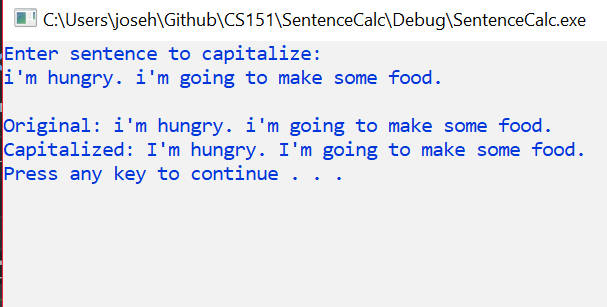 C:\Users\joseh\Github\CS151\SentenceCalc\Debug\SentenceCalc.exe
Enter sentence to capitalize:
i'm hungry. i'm going to make some food.
Original: i'm hungry. i'm going to make some food.
Capitalized: I'm hungry. I'm going to make some food.
Press any key to continue . . .